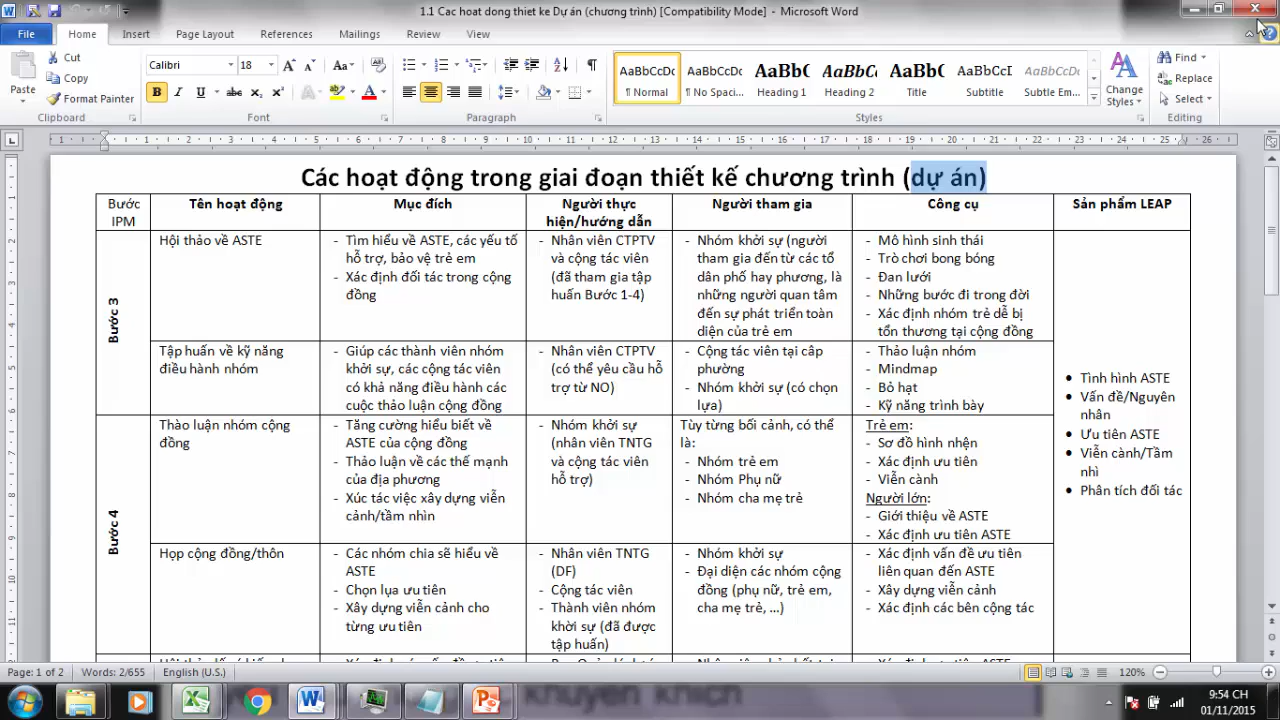 1.1 Cac hoat dong thiet ke Dự án (chương trình) [Compatibility Mode] - Microsoft Word
File Home Insert Page Layout References Mailings Review View
Paste
Cut
Copy
Format Painter
Clipboard
Calibri 18
Font
Paragraph
AaBbCcDc AaBbCcDc AaBbC AaBbCc AaBbC AaBbCcDc AaBbCcDc
¶ Normal ¶ No Spaci... Heading 1 Heading 2 Title Subtitle Subtle Em...
Styles
Change
Styles
Find
Replace
Select
Editing
Các hoạt động trong giai đoạn thiết kế chương trình (dự án)
Bước
IPM
Tên hoạt động
Mục đích
Người thực
hiện/hướng dẫn
Người tham gia
Công cụ
Sản phẩm LEAP
Bước 3
Hội thảo về ASTE
- Tìm hiểu về ASTE, các yếu tố
hỗ trợ, bảo vệ trẻ em
- Xác định đối tác trong cộng
đồng
- Nhân viên CTPTV
và cộng tác viên
(đã tham gia tập
huấn Bước 1-4)
- Nhóm khởi sự (người
tham gia đến từ các tổ
dân phố hay phương, là
những người quan tâm
đến sự phát triển toàn
diện của trẻ em
- Mô hình sinh thái
- Trò chơi bong bóng
- Đan lưới
- Những bước đi trong đời
- Xác định nhóm trẻ dễ bị
tổn thương tại cộng đồng
Tập huấn về kỹ năng
điều hành nhóm
- Giúp các thành viên nhóm
khởi sự, các cộng tác viên
có khả năng điều hành các
cuộc thảo luận cộng đồng
- Nhân viên CTPTV
(có thể yêu cầu hỗ
trợ từ NO)
- Cộng tác viên tại câp
phường
- Nhóm khởi sự (có chọn
lựa)
- Thảo luận nhóm
- Mindmap
- Bỏ hạt
- Kỹ năng trình bày
• Tình hình ASTE
• Vấn đề/Nguyên
nhân
• Ưu tiên ASTE
• Viễn cành/Tầm
nhì
• Phân tích đối tác
Bước 4
Thào luận nhóm cộng
đồng
- Tăng cường hiểu biết về
ASTE của cộng đồng
- Thảo luận về các thế mạnh
của địa phương
- Xúc tác việc xây dựng viễn
cảnh/tầm nhìn
- Nhóm khởi sự
(nhân viên TNTG
và cộng tác viên
hỗ trợ)
Tùy từng bối cảnh, có thể
là:
- Nhóm trẻ em
- Nhóm Phụ nữ
- Nhóm cha mẹ trẻ
Trẻ em:
- Sơ đồ hình nhện
- Xác định ưu tiên
- Viễn cành
Người lớn:
- Giới thiệu về ASTE
- Xác định ưu tiên ASTE
Họp cộng đồng/thôn
- Các nhóm chia sẽ hiểu về
ASTE
- Chọn lụa ưu tiên
- Xây dựng viễn cảnh cho
từng ưu tiên
- Nhân viên TNTG
(DF)
- Cộng tác viên
- Thành viên nhóm
khời sự (đã được
tập huấn)
- Nhóm khởi sự
- Đại diện các nhóm cộng
đồng (phụ nữ, trẻ em,
cha mẹ trẻ, ...)
- Xác định vấn đề ưu tiên
liên quan đến ASTE
- Xây dựng viễn cảnh
- Xác định các bên cộng tác
Page: 1 of 2 Words: 2/655 English (U.S.) 120%
9:54 CH
01/11/2015